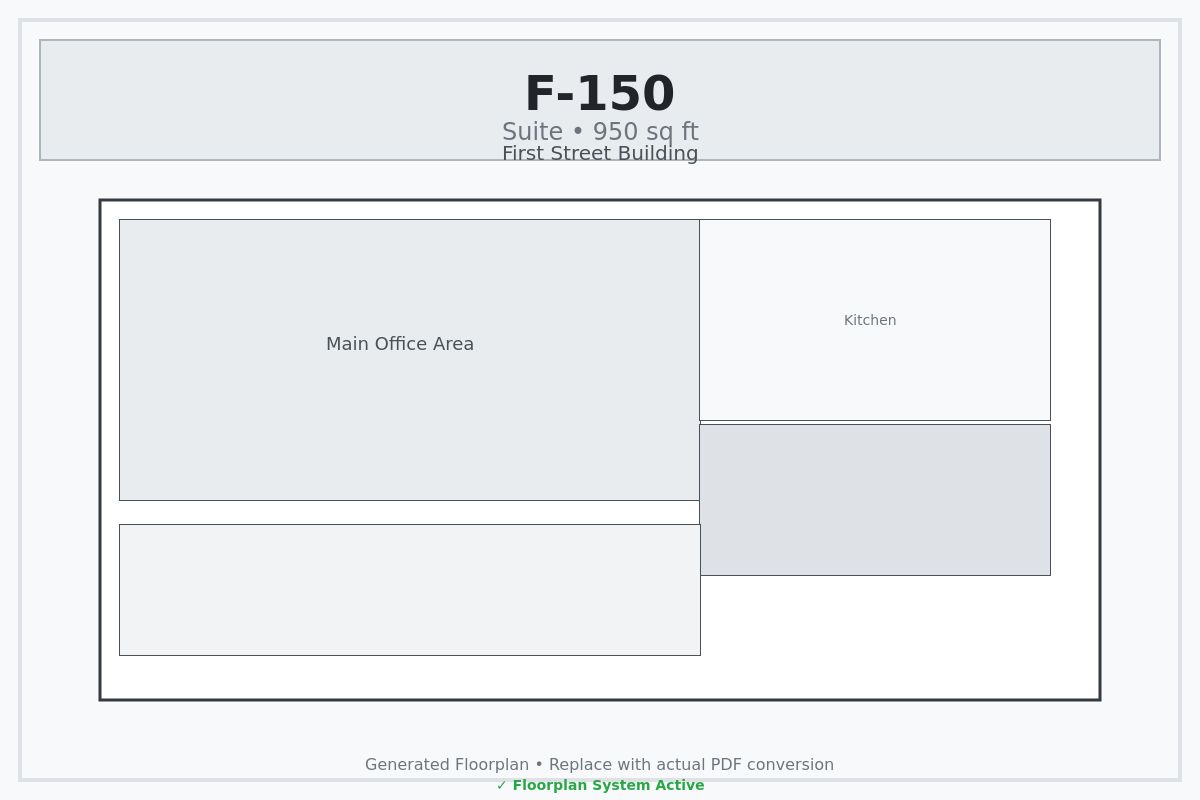 F-150
Suite • 950 sq ft
First Street Building
Main Office Area
Kitchen
Generated Floorplan • Replace with actual PDF conversion
✓ Floorplan System Active